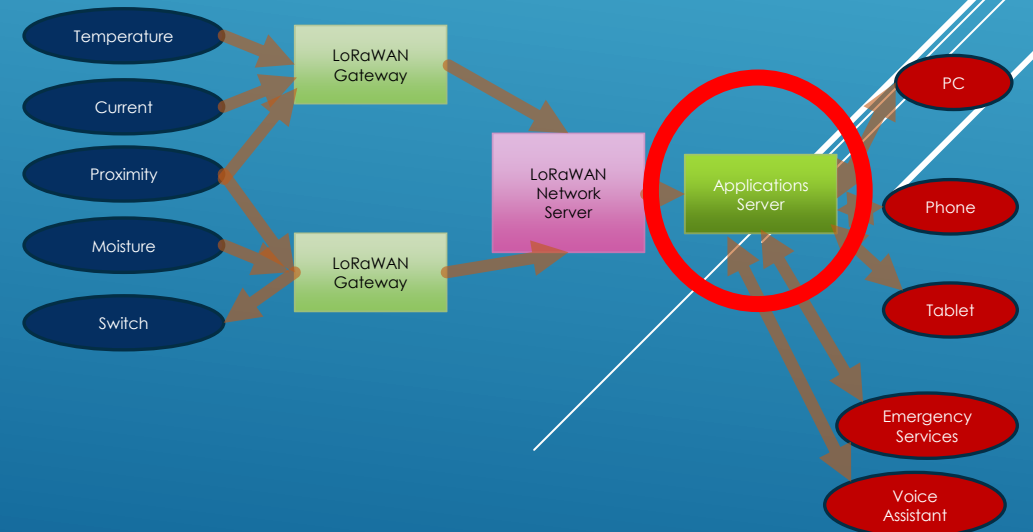 Temperature
Current
Proximity
Moisture
Switch
LoRaWAN
Gateway
LoRaWAN
Gateway
LoRaWAN
Network
Server
Applications
Server
PC
Phone
Tablet
Emergency
Services
Voice
Assistant